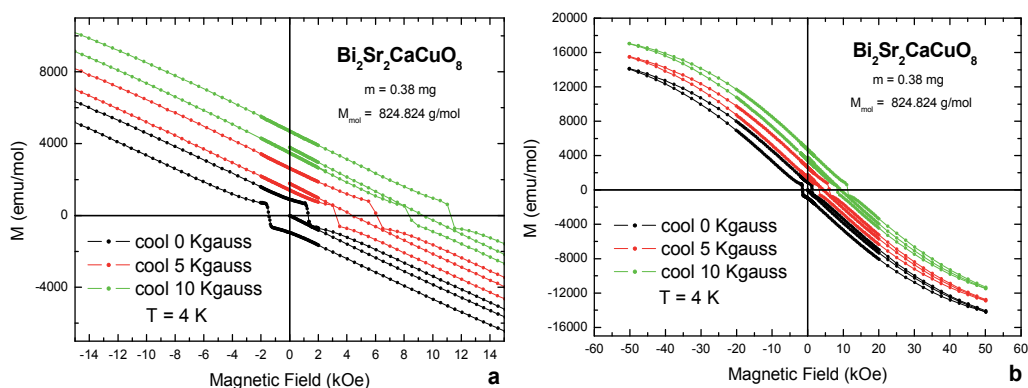 8000
4000
0
-4000
M (emu/mol)
Bi2Sr2CaCuO8
m = 0.38 mg
Mmol = 824.824 g/mol
cool 0 Kgauss
cool 5 Kgauss
cool 10 Kgauss
T = 4 K
-14 -12 -10 -8 -6 -4 -2 0 2 4 6 8 10 12 14
Magnetic Field (kOe)
a
20000
16000
12000
8000
4000
0
-4000
-8000
-12000
-16000
M (emu/mol)
Bi2Sr2CaCuO8
m = 0.38 mg
Mmol = 824.824 g/mol
cool 0 Kgauss
cool 5 Kgauss
cool 10 Kgauss
T = 4 K
-60 -50 -40 -30 -20 -10 0 10 20 30 40 50 60
Magnetic Field (kOe)
b